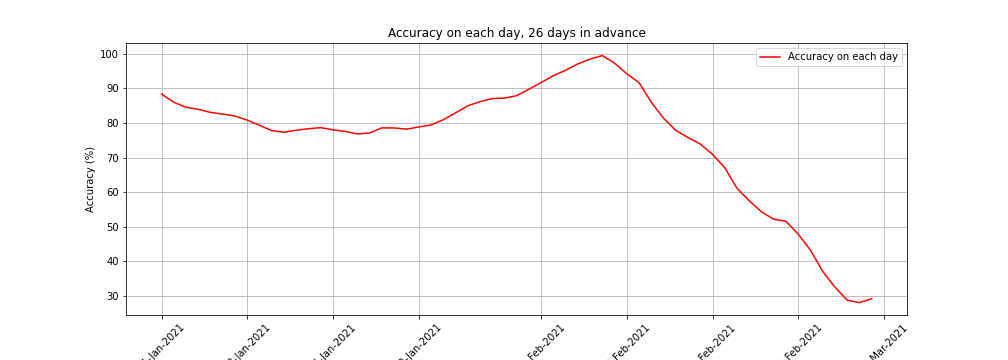 Accuracy on each day, 26 days in advance
Accuracy on each day
Accuracy (%)
100
90
80
70
60
50
40
30
-Jan-2021
-Jan-2021
-Jan-2021
-Jan-2021
Feb-2021
-Feb-2021
-Feb-2021
-Feb-2021
Mar-2021